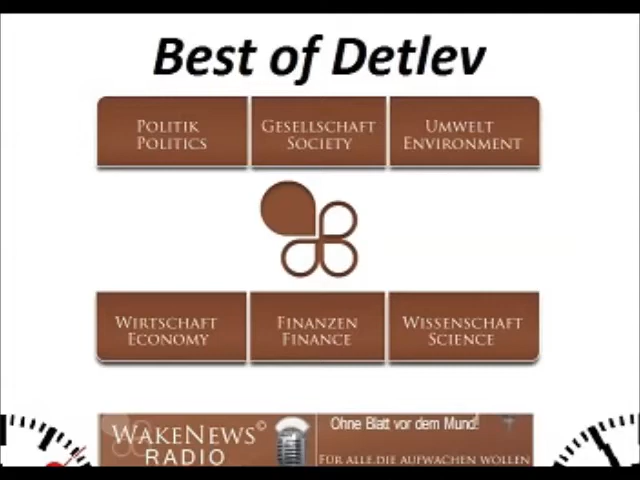 Best of Detlev
POLITIK
POLITICS
GESELLSCHAFT
SOCIETY
UMWELT
ENVIRONMENT
WIRTSCHAFT
ECONOMY
FINANZEN
FINANCE
WISSENSCHAFT
SCIENCE
WAKENEWS©
RADIO
Ohne Blatt vor dem Mund!
FÜR ALLE.DIE AUFWACHEN WOLLEN